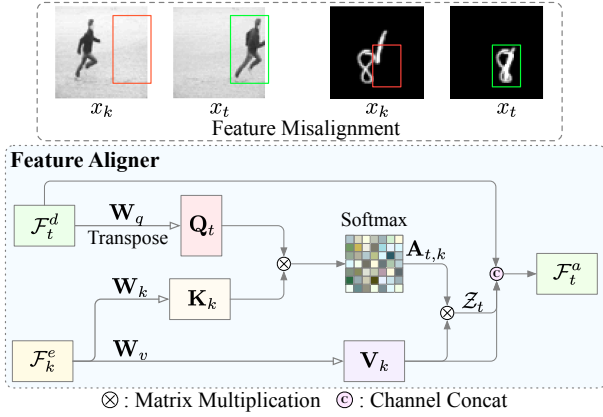 x_k x_t x_k x_t
Feature Misalignment
Feature Aligner
F_t^d W_q Transpose Q_t Softmax A_{t,k} F_t^a
W_k K_k Z_t C
F_k^e W_v V_k
⊗ : Matrix Multiplication © : Channel Concat